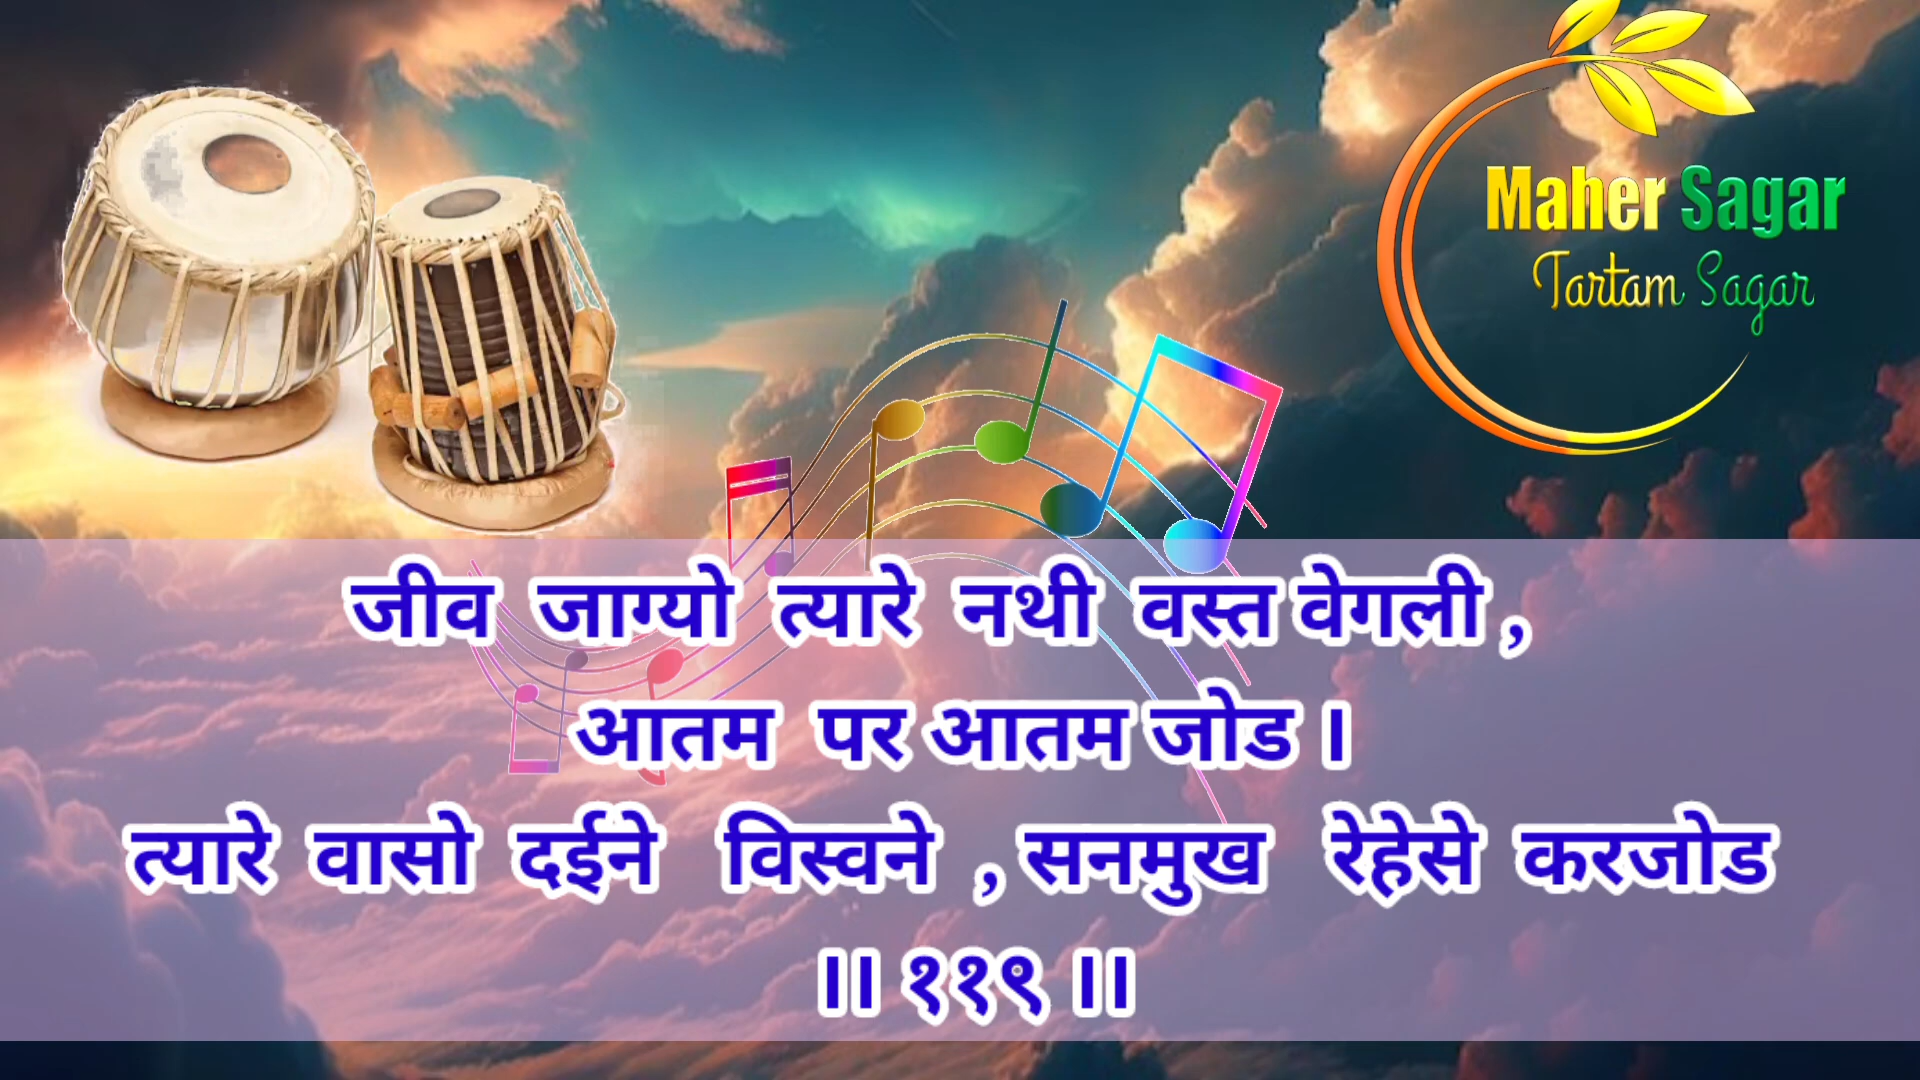 Maher Sagar
Tartam Sagar
जीव जाग्यो त्यारे नथी वस्त वेगली ,
आतम पर आतम जोड ।
त्यारे वासो दईने विस्वने , सनमुख रेहेसे करजोड
।। ११९ ।।